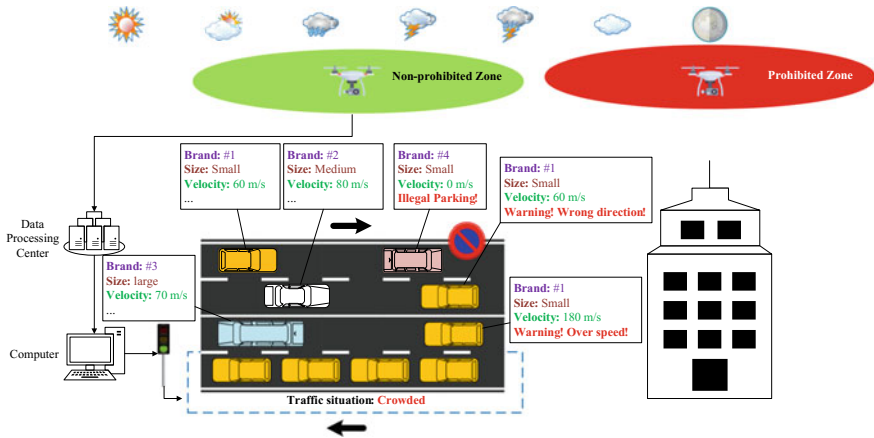 Non-prohibited Zone
Prohibited Zone
Brand: #1
Size: Small
Velocity: 60 m/s
...
Brand: #2
Size: Medium
Velocity: 80 m/s
...
Brand: #4
Size: Small
Velocity: 0 m/s
Illegal Parking!
Brand: #1
Size: Small
Velocity: 60 m/s
Warning! Wrong direction!
Data
Processing
Center
Brand: #3
Size: large
Velocity: 70 m/s
...
Brand: #1
Size: Small
Velocity: 180 m/s
Warning! Over speed!
Computer
Traffic situation: Crowded